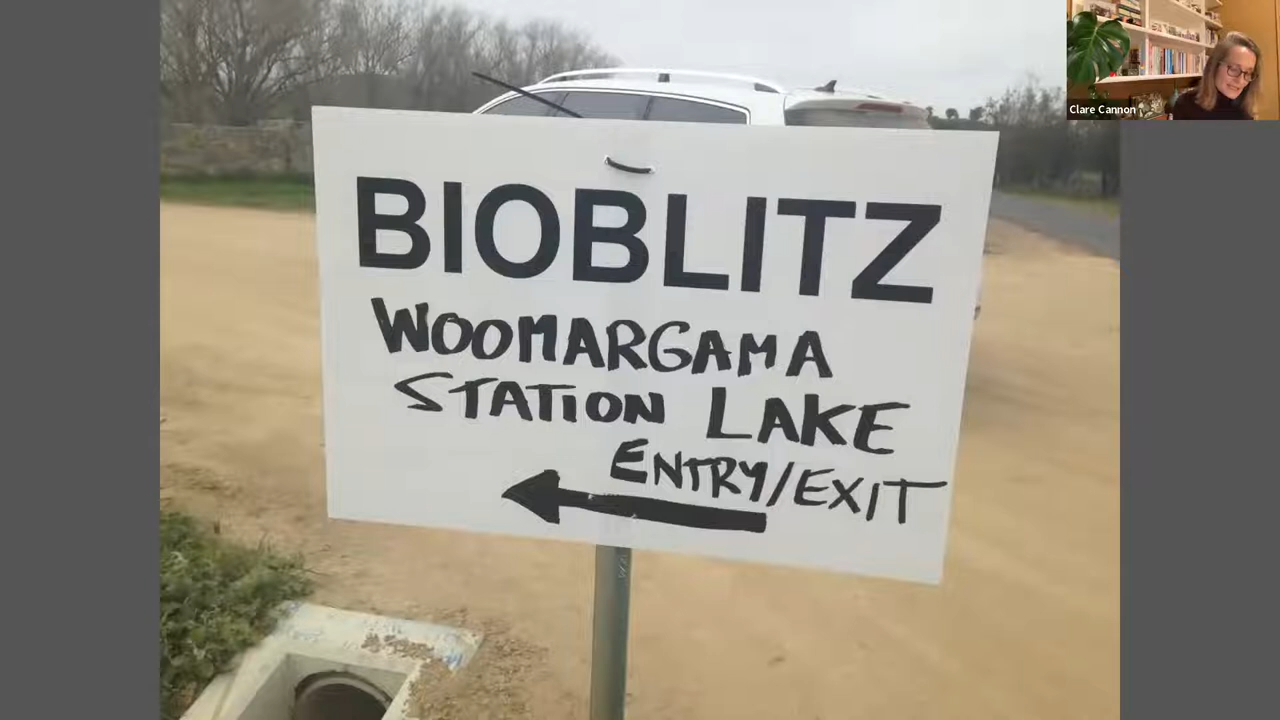 Clare Cannon
BIOBLITZ
WOOMARGAMA
STATION LAKE
ENTRY/EXIT